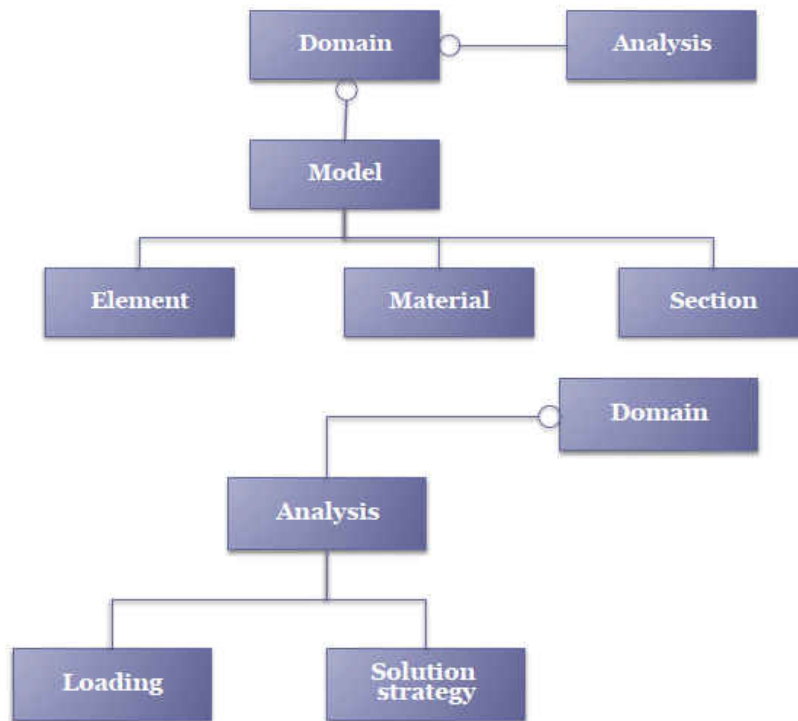 Domain
Analysis
Model
Element
Material
Section
Domain
Analysis
Loading
Solution
strategy